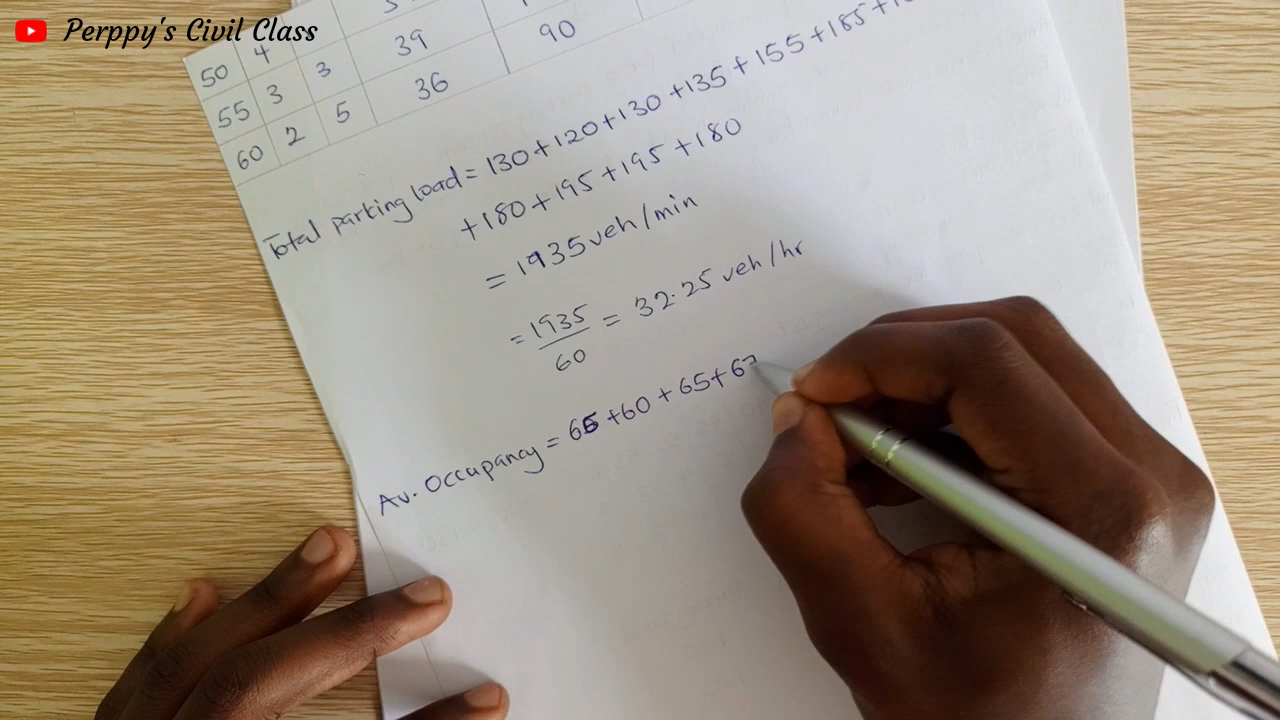 Perppy's Civil Class
50 4 39 90
55 3 3 36
60 2 5
Total parking load = 130+120+130+135+155+185+
+180+195+195+180
= 1935 veh/min
= 1935/60 = 32.25 veh/hr
Av. Occupancy = 65+60+65+67